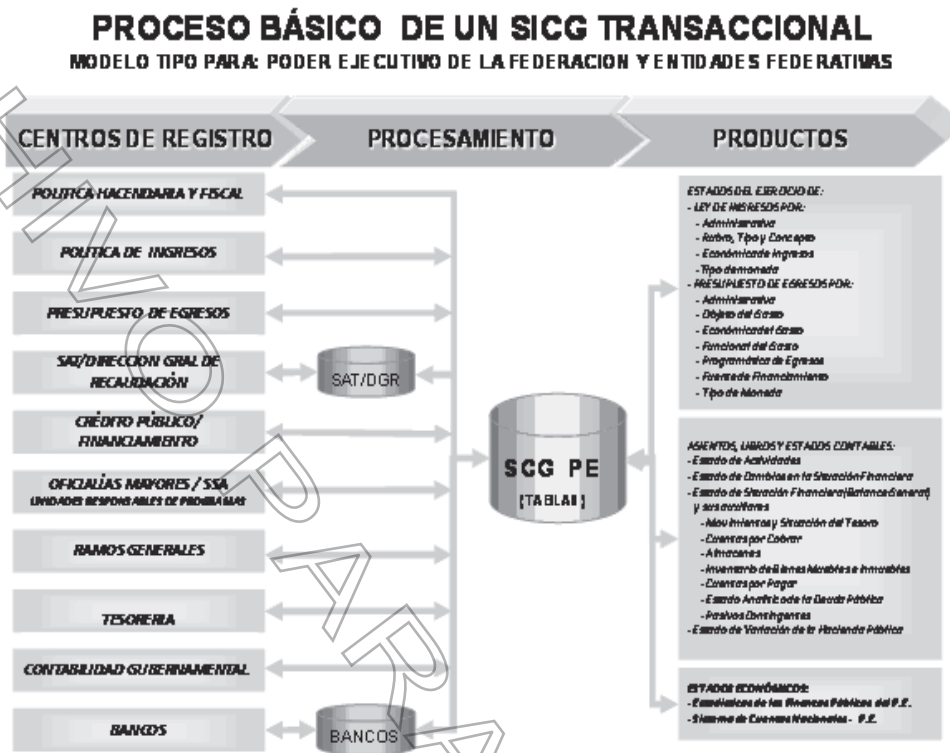 PROCESO BÁSICO DE UN SICG TRANSACCIONAL
MODELO TIPO PARA: PODER EJECUTIVO DE LA FEDERACION Y ENTIDADES FEDERATIVAS
CENTROS DE REGISTRO
PROCESAMIENTO
PRODUCTOS
POLITICA HACENDARIA Y FISCAL
POLITICA DE INGRESOS
PRESUPUESTO DE EGRESOS
SAT/DIRECCION GRAL DE
RECAUDACIÓN
CRÉDITO PÚBLICO/
FINANCIAMIENTO
OFICIALÍAS MAYORES / SSA
UNIDADES RESPONSABLES DE PROGRAMAS
RAMOS GENERALES
TESORERIA
CONTABILIDAD GUBERNAMENTAL
BANCOS
SAT/DGR
BANCOS
SCG PE
ESTADOS DEL EJERCICIO DE:
- LEY DE INGRESOS POR:
- Administrativa
- Rubro, Tipo y Concepto
- Económica de Ingresos
- Tipo de moneda
- PRESUPUESTO DE EGRESOS POR:
- Administrativa
- Objeto del Gasto
- Económica del Gasto
- Funcional del Gasto
- Programática de Egresos
- Fuente de Financiamiento
- Tipo de Moneda
ASIENTOS, LIBROS Y ESTADOS CONTABLES:
- Estado de Actividades
- Estado de Cambios en la Situación Financiera
- Estado de Situación Financiera (Balance General)
y sus auxiliares
- Movimientos y Situación del Tesoro
- Cuentas por Cobrar
- Almacenes
- Inventario de Bienes Muebles e Inmuebles
- Cuentas por Pagar
- Estado Analítico de la Deuda Pública
- Pasivos Contingentes
- Estado de Variación de la Hacienda Pública
ESTADOS ECONÓMICOS:
- Estadísticas de las Finanzas Públicas del P.E.
- Sistema de Cuentas Nacionales - P.E.